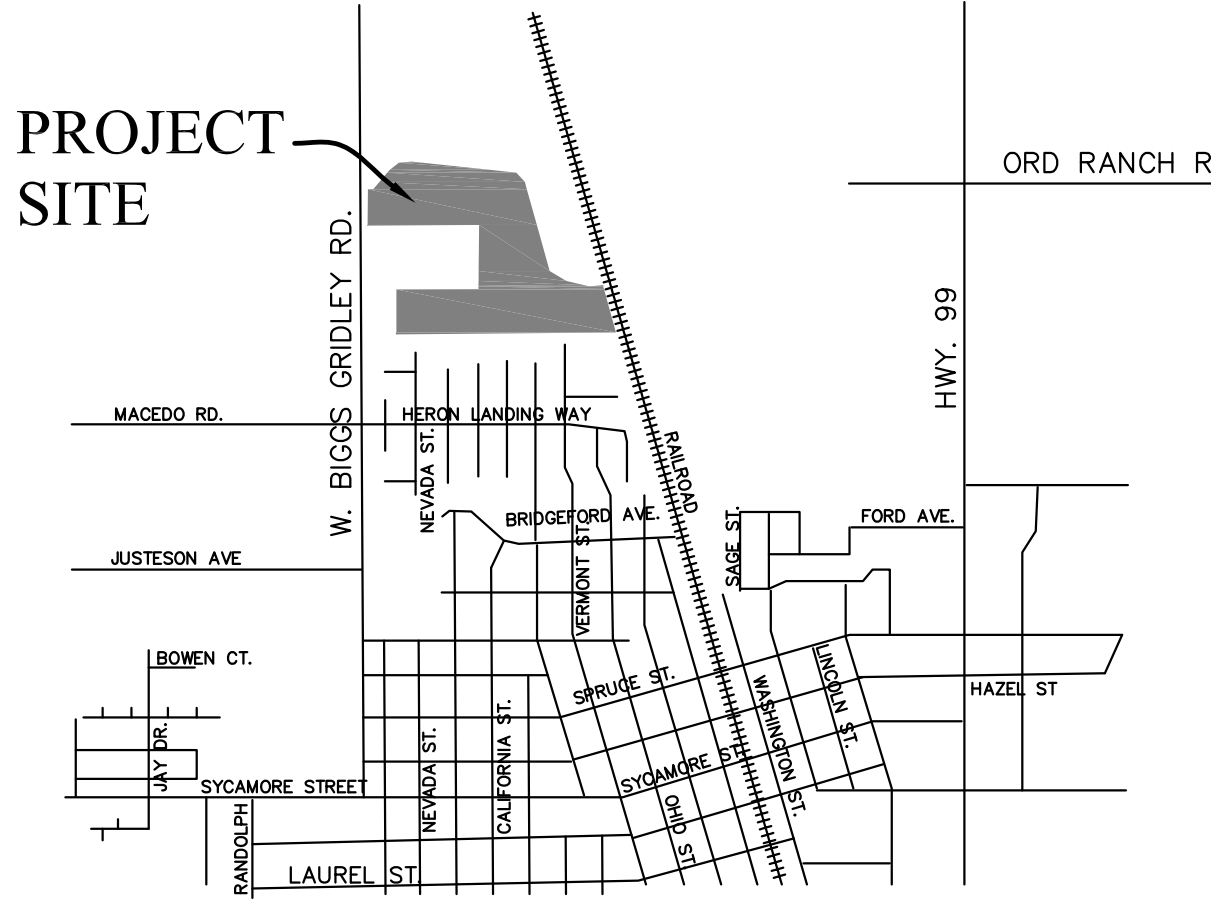 PROJECT
SITE
ORD RANCH R
W. BIGGS GRIDLEY RD.
HWY. 99
MACEDO RD.
HERON LANDING WAY
NEVADA ST.
RAILROAD
BRIDGEFORD AVE.
VERMONT ST.
SAGE ST.
FORD AVE.
JUSTESON AVE
BOWEN CT.
SPRUCE ST.
LINCOLN ST.
HAZEL ST
WASHINGTON ST.
JAY DR.
NEVADA ST.
CALIFORNIA ST.
SYCAMORE STREET
SYCAMORE ST.
OHIO ST
RANDOLPH
LAUREL ST.